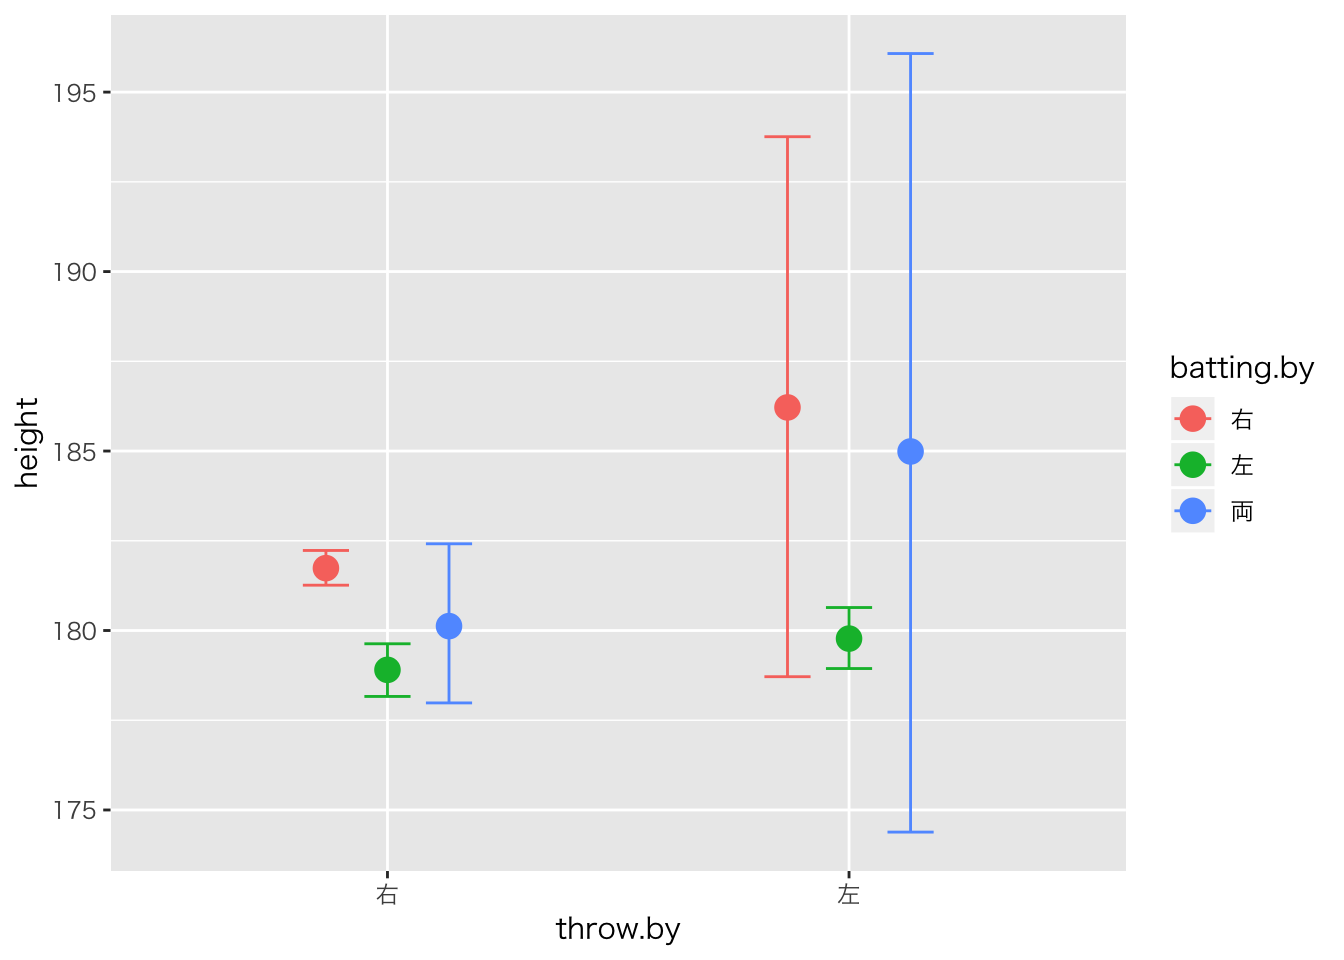 195
190
185
180
175
height
右
左
throw.by
batting.by
右
左
両